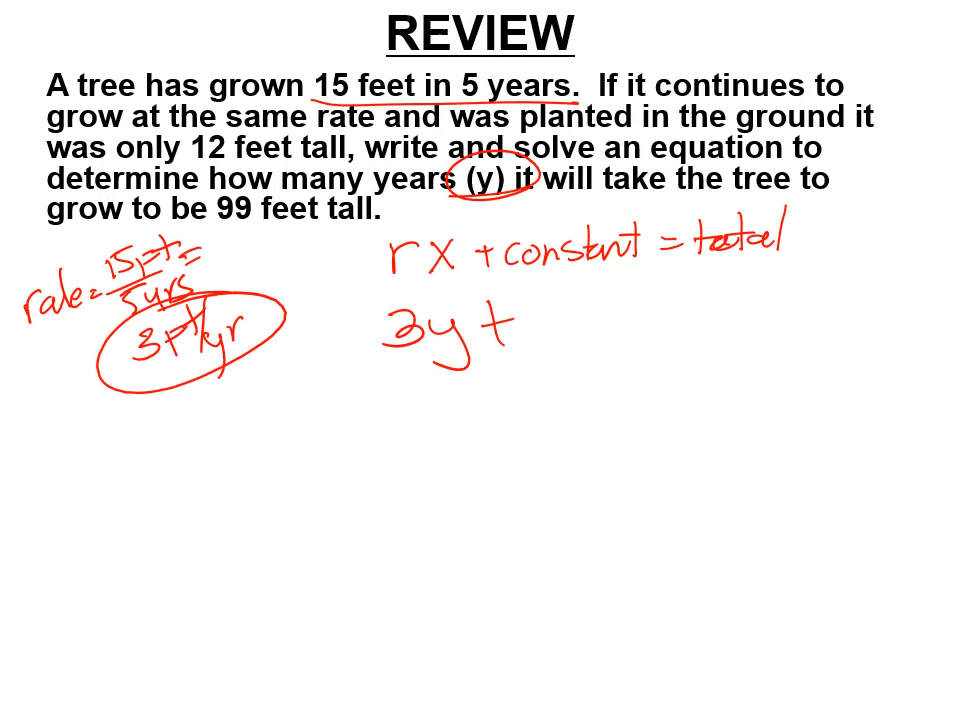 REVIEW
A tree has grown 15 feet in 5 years. If it continues to
grow at the same rate and was planted in the ground it
was only 12 feet tall, write and solve an equation to
determine how many years (y) it will take the tree to
grow to be 99 feet tall.
rx + constant = total
rate = 15ft / 5yrs =
3ft/yr
3y +